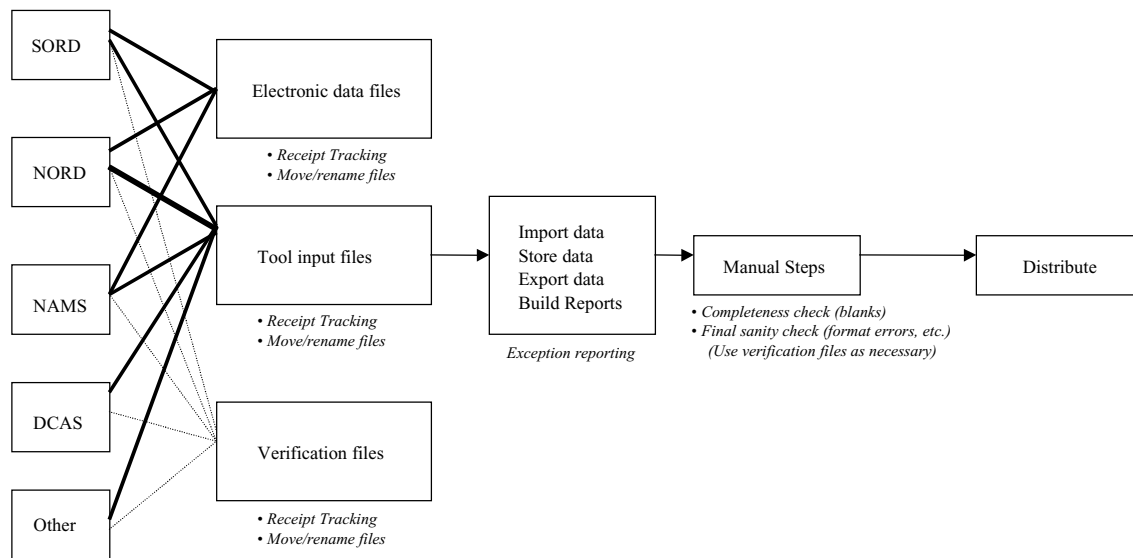 SORD
NORD
NAMS
DCAS
Other
Electronic data files
• Receipt Tracking
• Move/rename files
Tool input files
• Receipt Tracking
• Move/rename files
Verification files
• Receipt Tracking
• Move/rename files
Import data
Store data
Export data
Build Reports
Exception reporting
Manual Steps
• Completeness check (blanks)
• Final sanity check (format errors, etc.)
(Use verification files as necessary)
Distribute